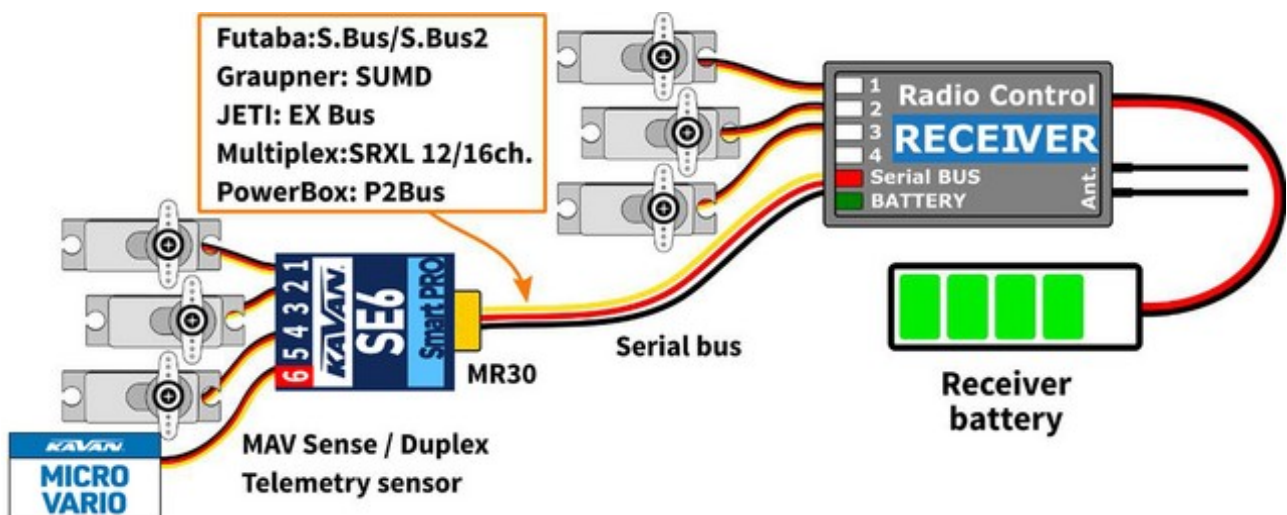 Futaba:S.Bus/S.Bus2
Graupner: SUMD
JETI: EX Bus
Multiplex:SRXL 12/16ch.
PowerBox: P2Bus
1
2
3
4
Radio Control
RECEIVER
Serial BUS
BATTERY
Ant.
6 5 4 3 2 1
KAVAN
SE6
Smart PRO
MR30
Serial bus
Receiver
battery
MAV Sense / Duplex
Telemetry sensor
KAVAN
MICRO
VARIO